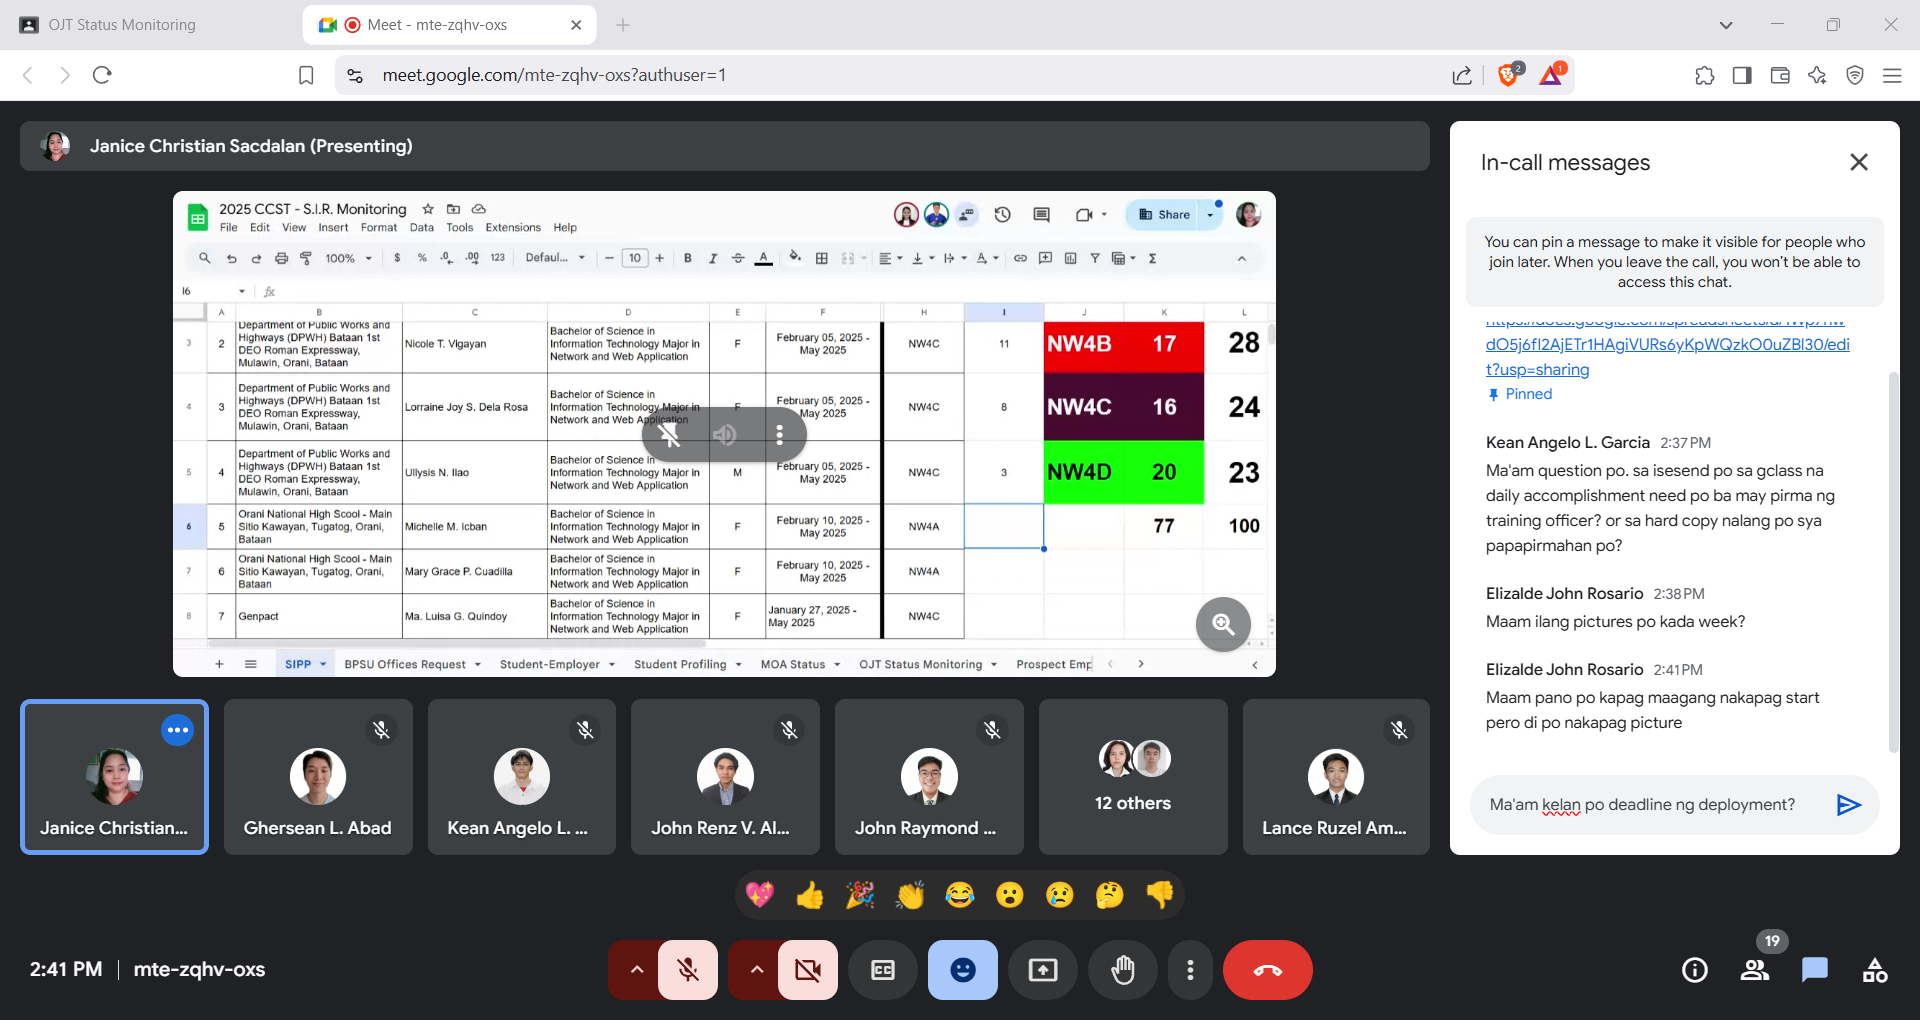 OJT Status Monitoring
Meet - mte-zqhv-oxs
meet.google.com/mte-zqhv-oxs?authuser=1
2
1
Janice Christian Sacdalan (Presenting)
2025 CCST - S.I.R. Monitoring
File Edit View Insert Format Data Tools Extensions Help
Share
100% $ % .0 .00 123 Defaul... 10
I6
A B C D E F H I J K L
3 2
Department of Public Works and
Highways (DPWH) Bataan 1st
DEO Roman Expressway,
Mulawin, Orani, Bataan
Nicole T. Vigayan
Bachelor of Science in
Information Technology Major in
Network and Web Application
F
February 05, 2025 -
May 2025
NW4C
11
NW4B 17 28
4 3
Department of Public Works and
Highways (DPWH) Bataan 1st
DEO Roman Expressway,
Mulawin, Orani, Bataan
Lorraine Joy S. Dela Rosa
Bachelor of Science in
Information Technology Major in
Network and Web Application
F
February 05, 2025 -
May 2025
NW4C
8
NW4C 16 24
5 4
Department of Public Works and
Highways (DPWH) Bataan 1st
DEO Roman Expressway,
Mulawin, Orani, Bataan
Ullysis N. Ilao
Bachelor of Science in
Information Technology Major in
Network and Web Application
M
February 05, 2025 -
May 2025
NW4C
3
NW4D 20 23
6 5
Orani National High Scool - Main
Sitio Kawayan, Tugatog, Orani,
Bataan
Michelle M. Icban
Bachelor of Science in
Information Technology Major in
Network and Web Application
F
February 10, 2025 -
May 2025
NW4A
77 100
7 6
Orani National High Scool - Main
Sitio Kawayan, Tugatog, Orani,
Bataan
Mary Grace P. Cuadilla
Bachelor of Science in
Information Technology Major in
Network and Web Application
F
February 10, 2025 -
May 2025
NW4A
8 7
Genpact
Ma. Luisa G. Quindoy
Bachelor of Science in
Information Technology Major in
Network and Web Application
F
January 27, 2025 -
May 2025
NW4C
SIPP BPSU Offices Request Student-Employer Student Profiling MOA Status OJT Status Monitoring Prospect Emp
Janice Christian...
Ghersean L. Abad
Kean Angelo L. ...
John Renz V. Al...
John Raymond ...
12 others
Lance Ruzel Am...
2:41 PM | mte-zqhv-oxs
CC
19
In-call messages
You can pin a message to make it visible for people who
join later. When you leave the call, you won't be able to
access this chat.
t?usp=sharing
Pinned
Kean Angelo L. Garcia 2:37 PM
Ma'am question po. sa isesend po sa gclass na
daily accomplishment need po ba may pirma ng
training officer? or sa hard copy nalang po sya
papapirmahan po?
Elizalde John Rosario 2:38 PM
Maam ilang pictures po kada week?
Elizalde John Rosario 2:41 PM
Maam pano po kapag maagang nakapag start
pero di po nakapag picture
Ma'am kelan po deadline ng deployment?